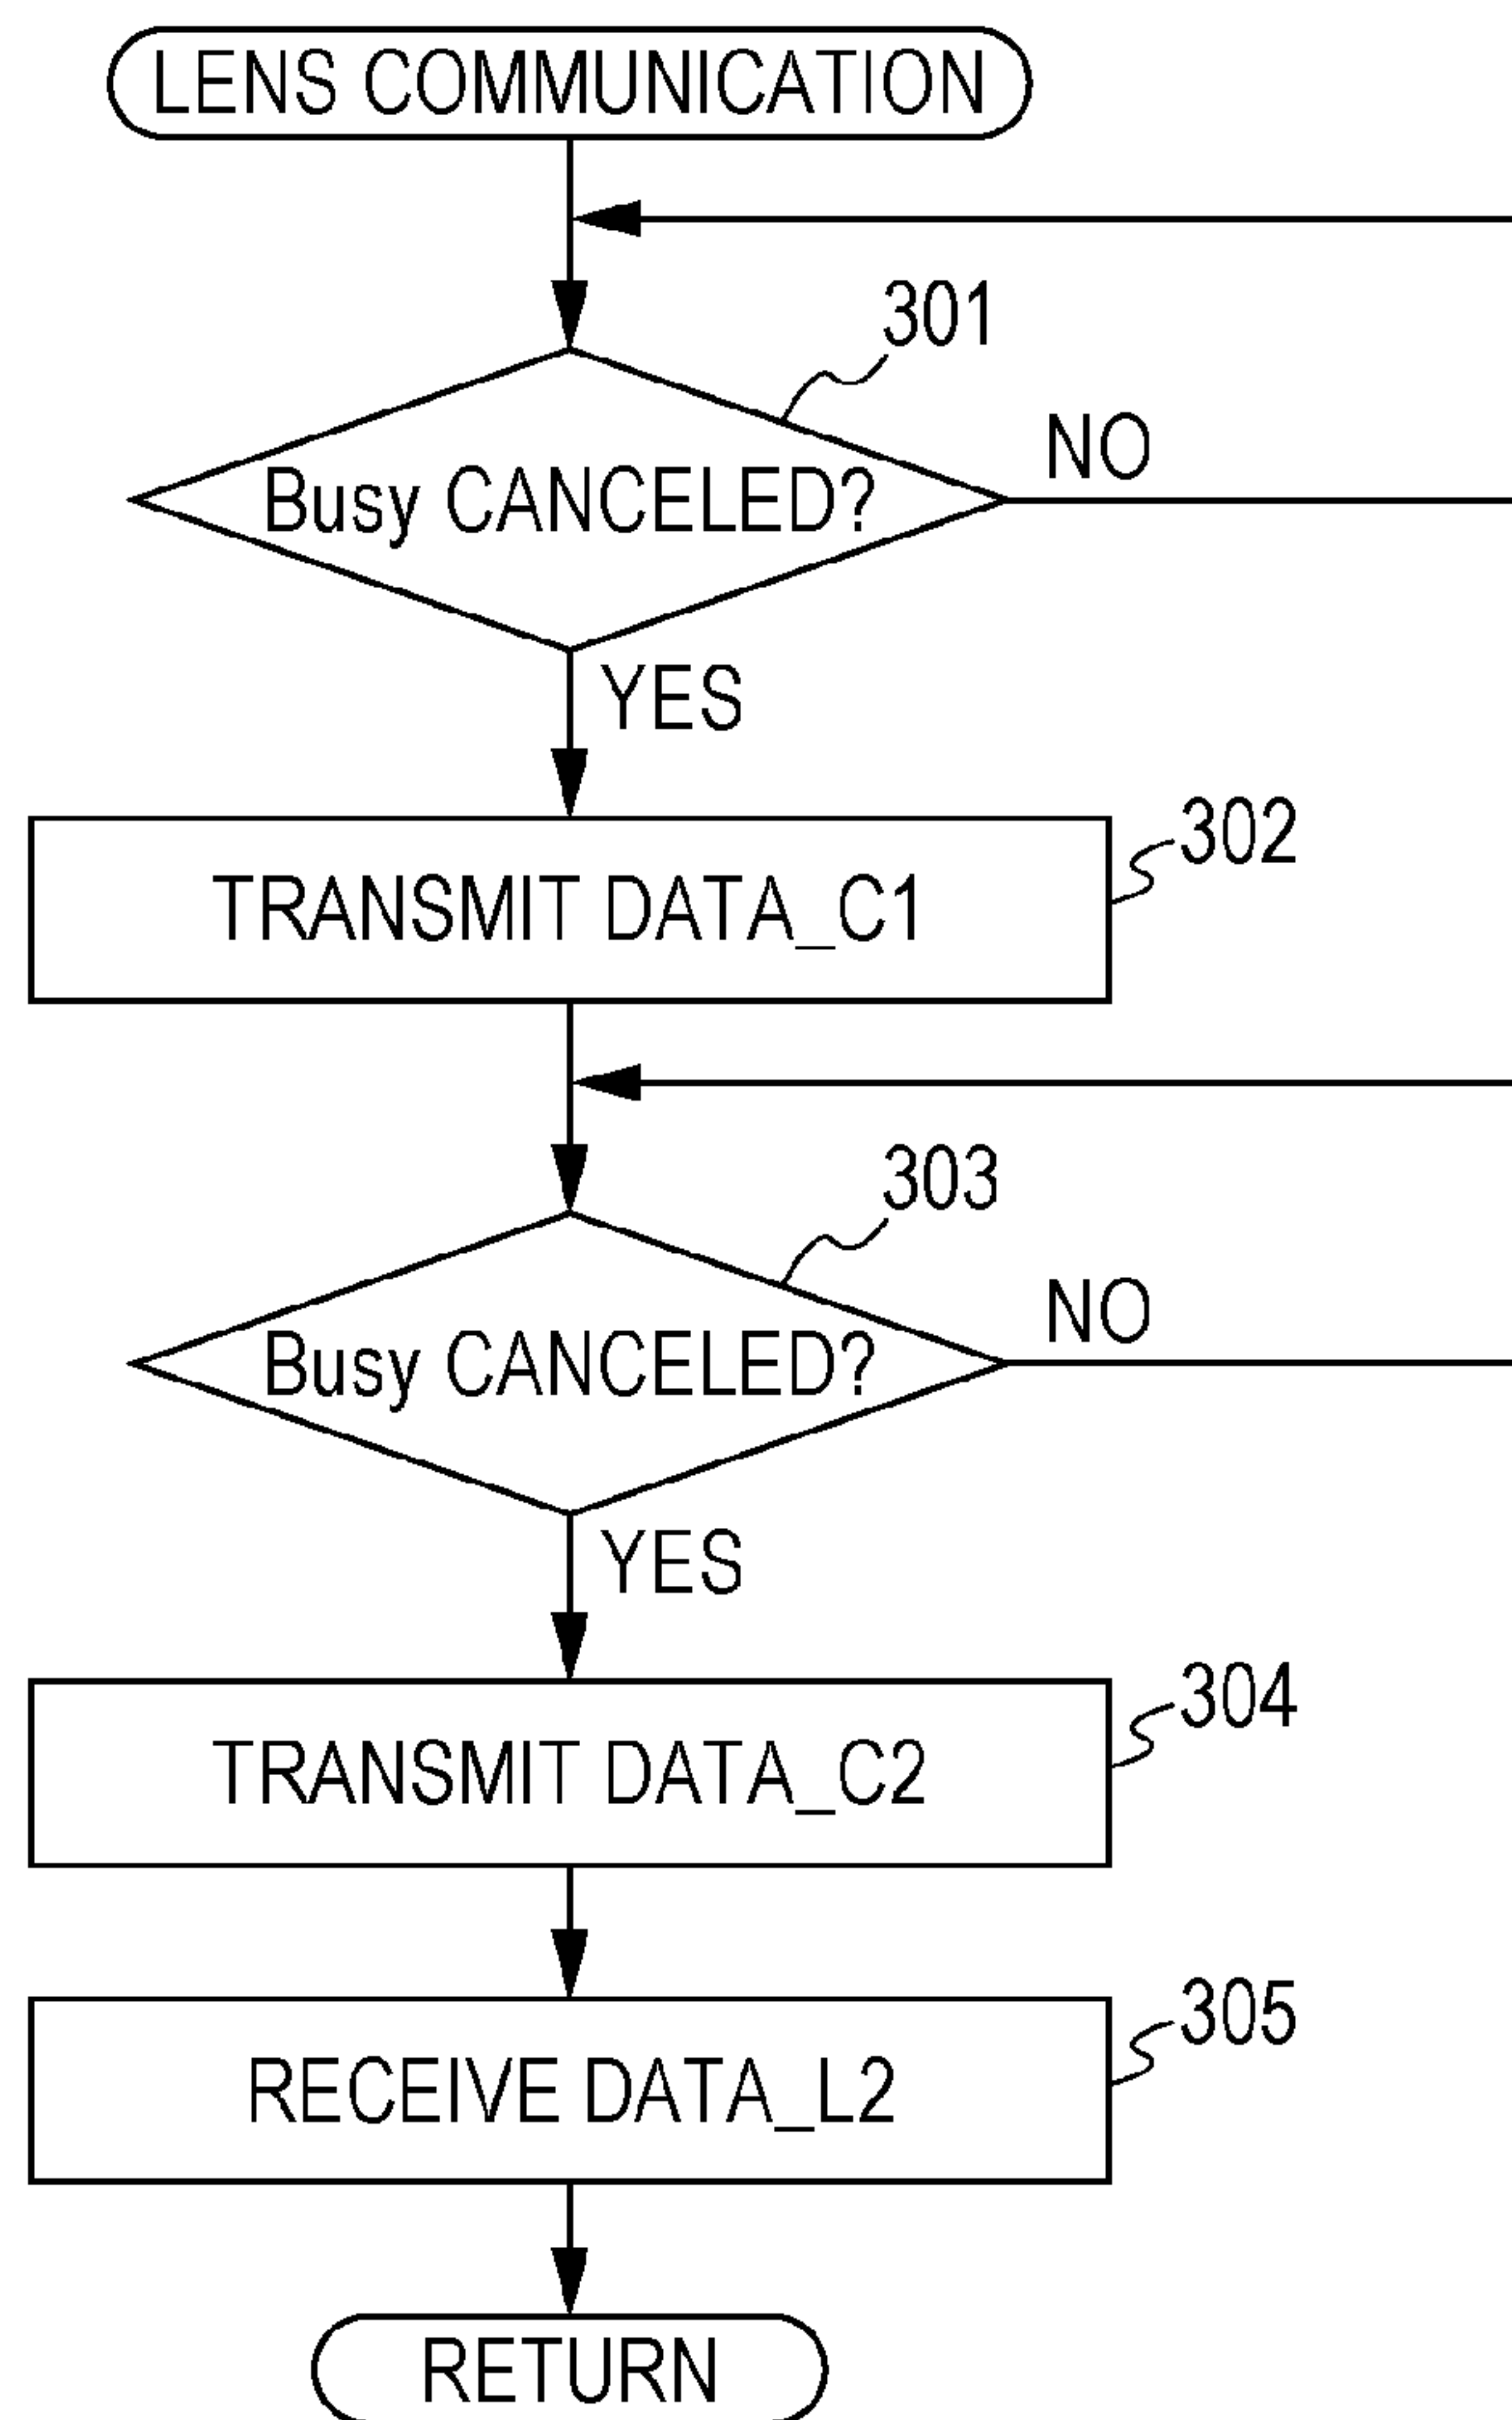 LENS COMMUNICATION
301
Busy CANCELED?
NO
YES
302
TRANSMIT DATA_C1
303
Busy CANCELED?
NO
YES
304
TRANSMIT DATA_C2
305
RECEIVE DATA_L2
RETURN